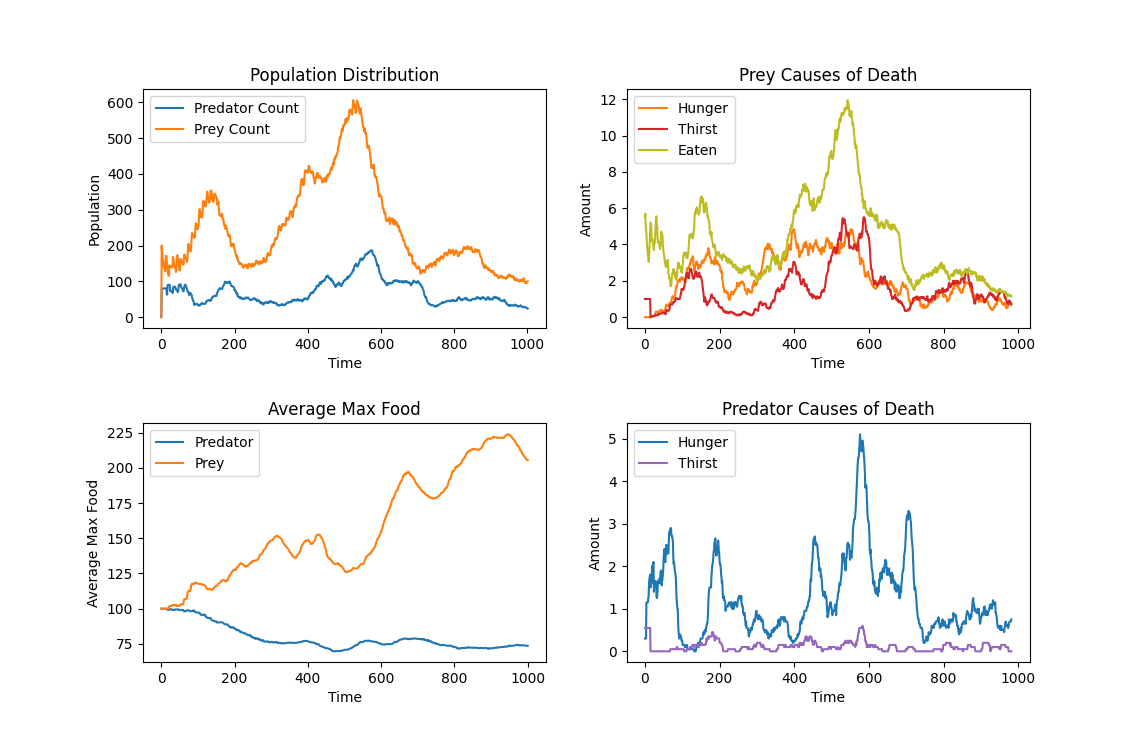 Population Distribution
Predator Count
Prey Count
600
500
400
300
200
100
0
Population
0 200 400 600 800 1000
Time
Prey Causes of Death
Hunger
Thirst
Eaten
12
10
8
6
4
2
0
Amount
0 200 400 600 800 1000
Time
Average Max Food
Predator
Prey
225
200
175
150
125
100
75
Average Max Food
0 200 400 600 800 1000
Time
Predator Causes of Death
Hunger
Thirst
5
4
3
2
1
0
Amount
0 200 400 600 800 1000
Time